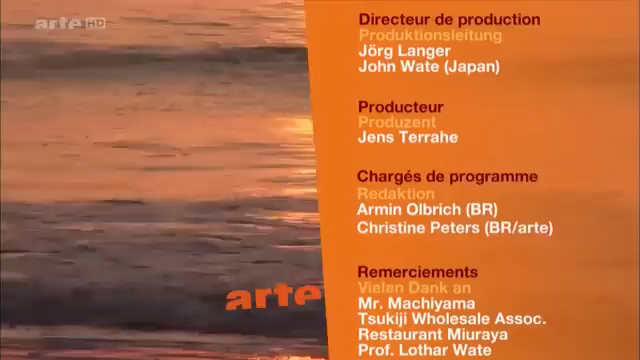 arte HD
Directeur de production
Produktionsleitung
Jörg Langer
John Wate (Japan)
Producteur
Produzent
Jens Terrahe
Chargés de programme
Redaktion
Armin Olbrich (BR)
Christine Peters (BR/arte)
arte
Remerciements
Vielen Dank an
Mr. Machiyama
Tsukiji Wholesale Assoc.
Restaurant Miuraya
Prof. Lothar Wate